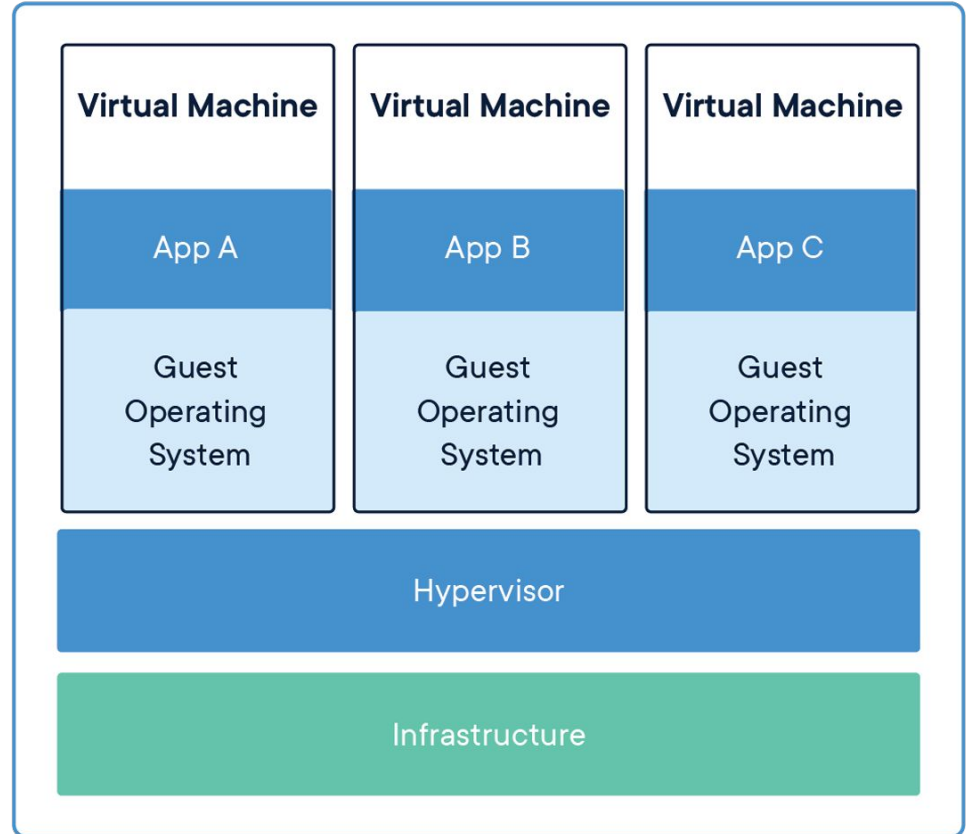 Virtual Machine
App A
Guest
Operating
System
Virtual Machine
App B
Guest
Operating
System
Virtual Machine
App C
Guest
Operating
System
Hypervisor
Infrastructure